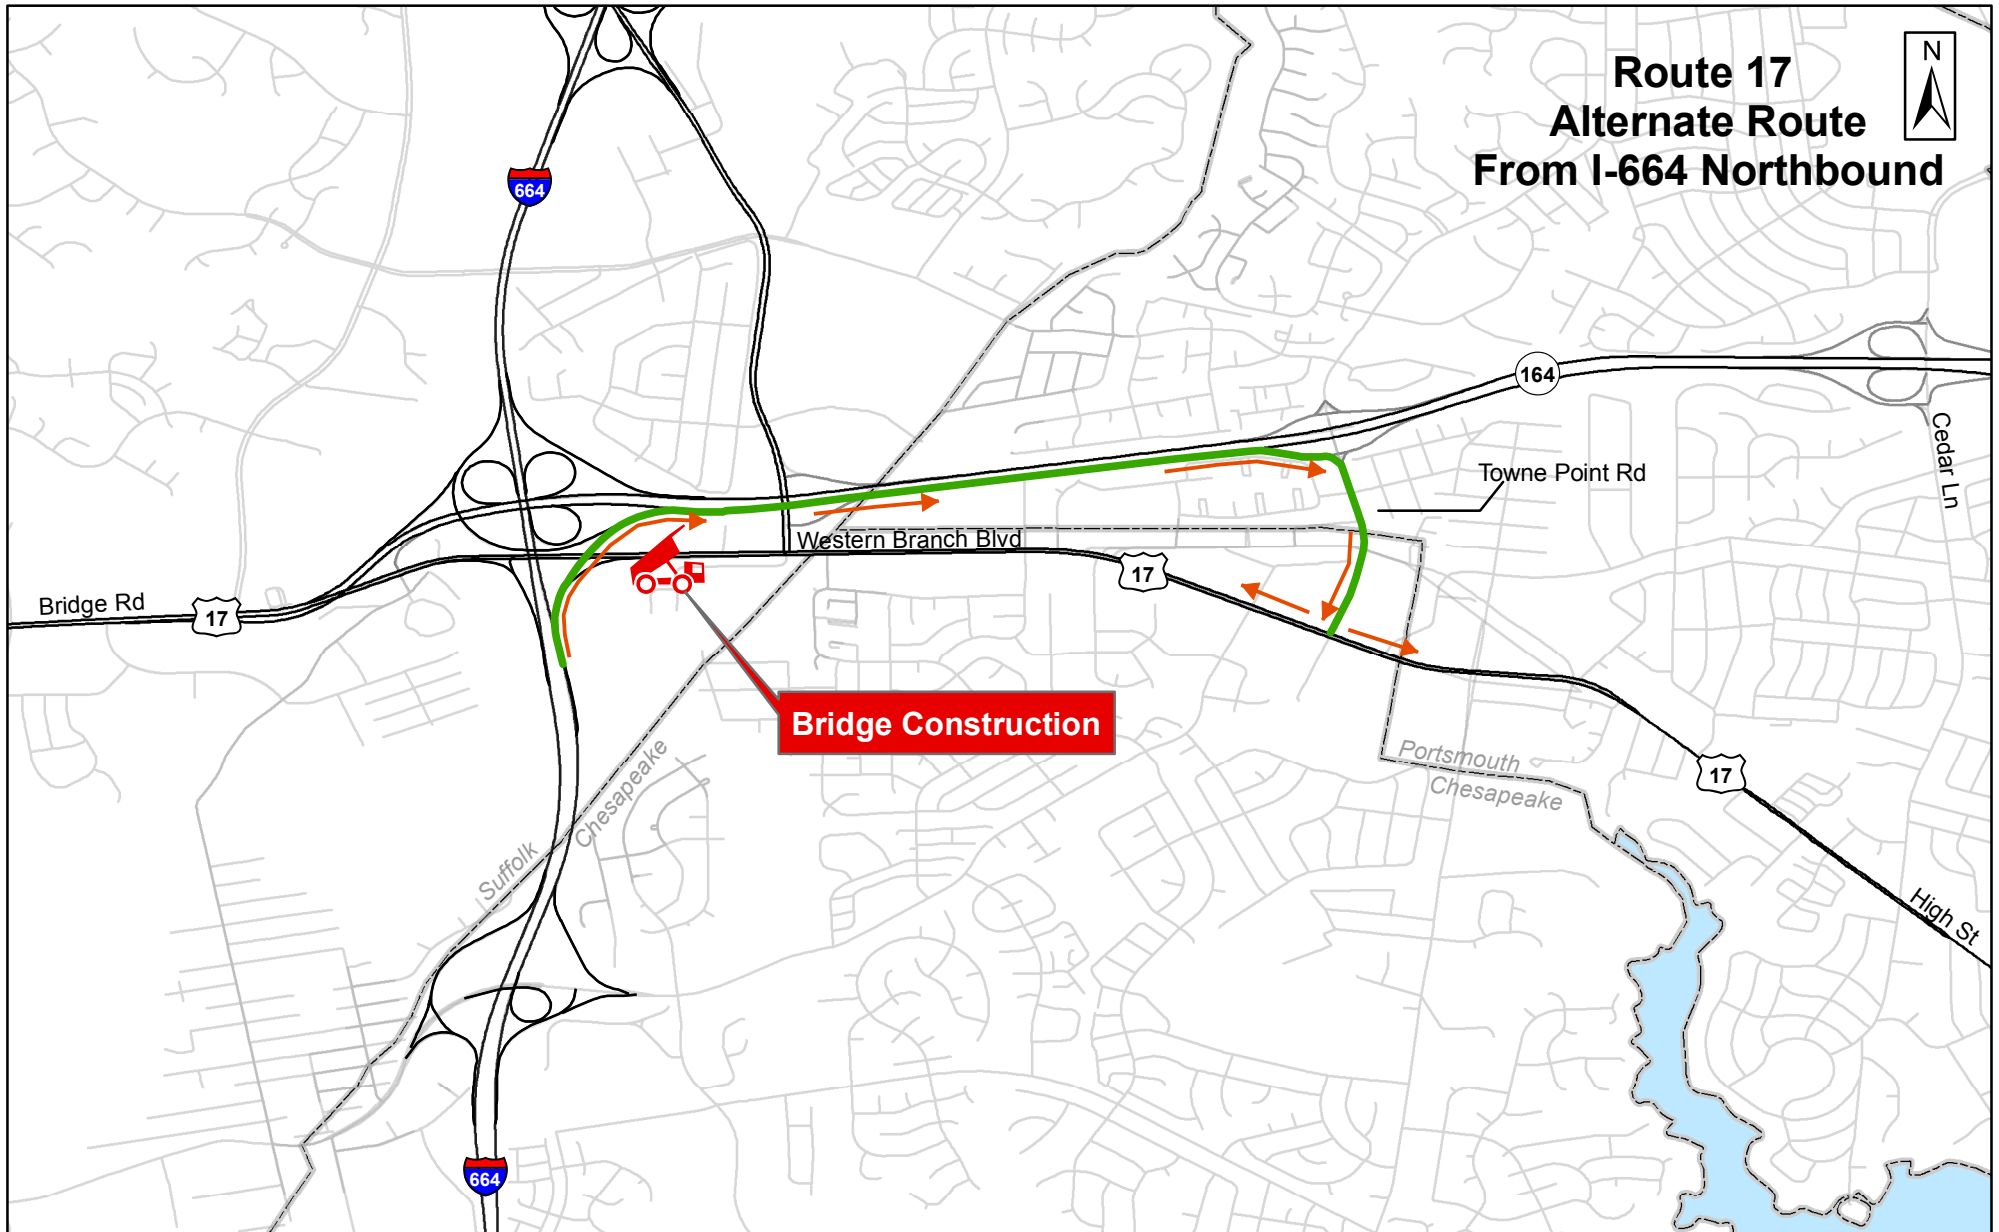 Route 17
Alternate Route
From I-664 Northbound
N
664
164
Cedar Ln
Towne Point Rd
Western Branch Blvd
17
Bridge Rd
17
Bridge Construction
Portsmouth
Chesapeake
17
Suffolk
Chesapeake
High St
664